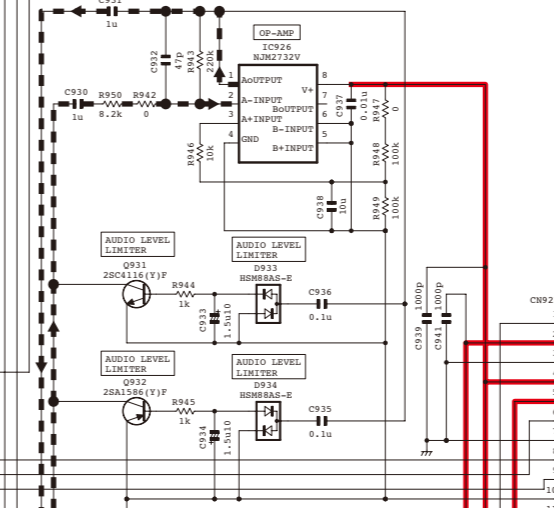 C931
1u
OP-AMP
IC926
NJM2732V
C932
47p
R943
220k
1
AoUTPUT
2
A-INPUT
3
A+INPUT
4
GND
8
V+
7
BoUTPUT
6
B-INPUT
5
B+INPUT
C930
1u
R950
8.2k
R942
0
C937
0.01u
R947
0
R946
10k
R948
100k
C938
10u
R949
100k
AUDIO LEVEL
LIMITER
Q931
2SC4116(Y)F
R944
1k
C933
1.5u10
AUDIO LEVEL
LIMITER
D933
HSM88AS-E
C936
0.1u
C939
1000p
C941
1000p
CN92
AUDIO LEVEL
LIMITER
Q932
2SA1586(Y)F
R945
1k
C934
1.5u10
AUDIO LEVEL
LIMITER
D934
HSM88AS-E
C935
0.1u
10